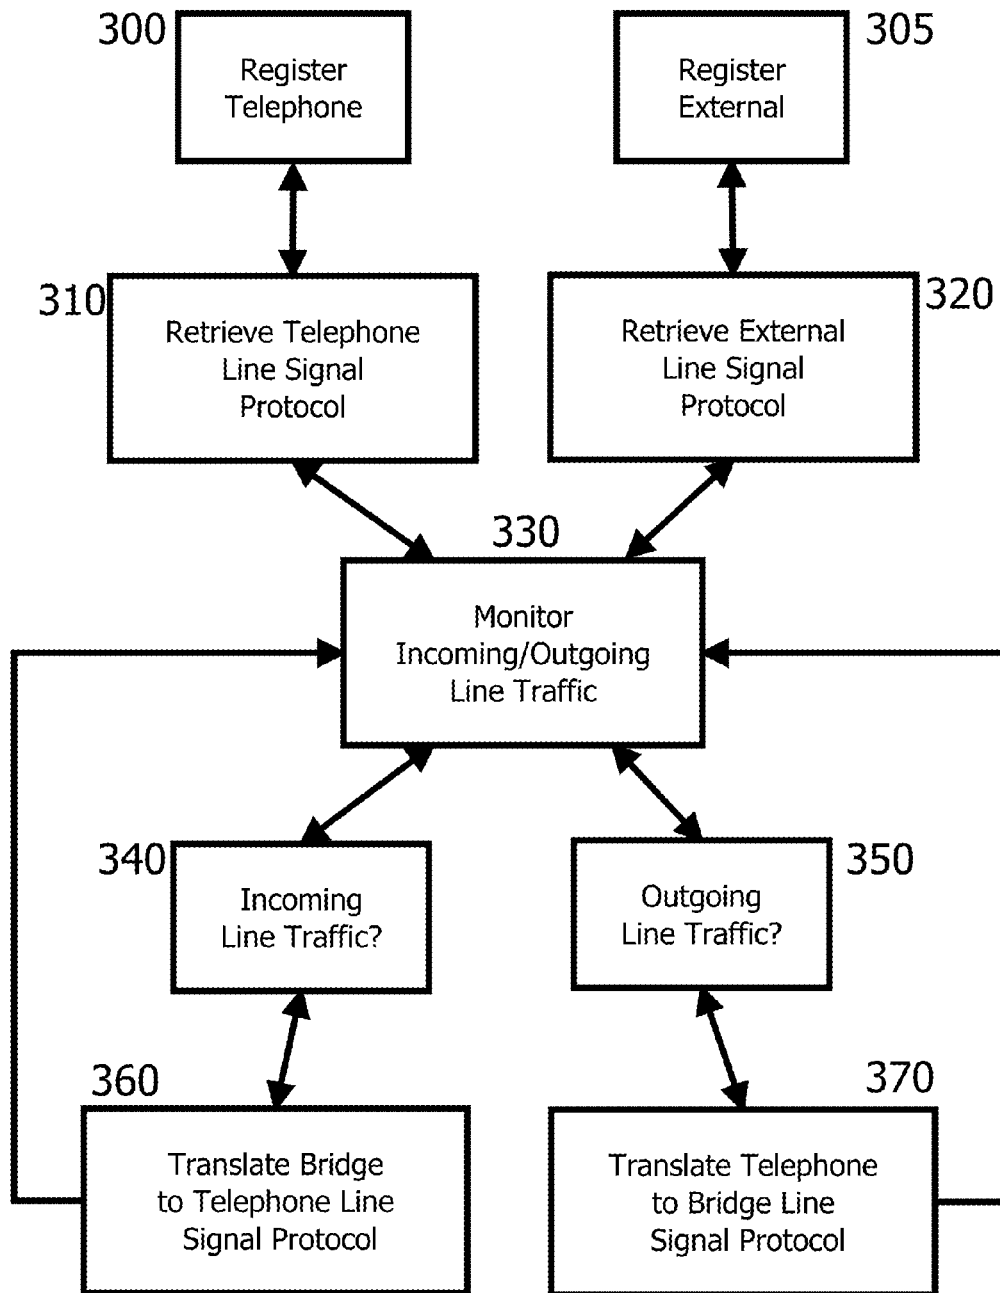 300
Register
Telephone
305
Register
External
310
Retrieve Telephone
Line Signal
Protocol
320
Retrieve External
Line Signal
Protocol
330
Monitor
Incoming/Outgoing
Line Traffic
340
Incoming
Line Traffic?
350
Outgoing
Line Traffic?
360
Translate Bridge
to Telephone Line
Signal Protocol
370
Translate Telephone
to Bridge Line
Signal Protocol